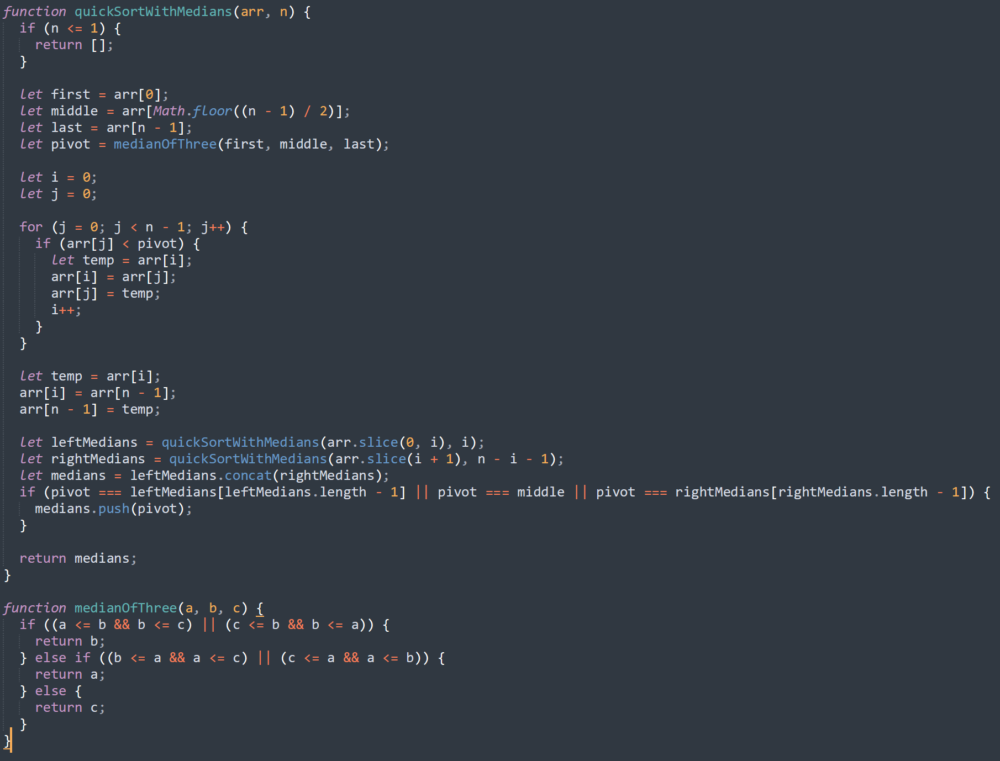 function quickSortWithMedians(arr, n) {
  if (n <= 1) {
    return [];
  }

  let first = arr[0];
  let middle = arr[Math.floor((n - 1) / 2)];
  let last = arr[n - 1];
  let pivot = medianOfThree(first, middle, last);

  let i = 0;
  let j = 0;

  for (j = 0; j < n - 1; j++) {
    if (arr[j] < pivot) {
      let temp = arr[i];
      arr[i] = arr[j];
      arr[j] = temp;
      i++;
    }
  }

  let temp = arr[i];
  arr[i] = arr[n - 1];
  arr[n - 1] = temp;

  let leftMedians = quickSortWithMedians(arr.slice(0, i), i);
  let rightMedians = quickSortWithMedians(arr.slice(i + 1), n - i - 1);
  let medians = leftMedians.concat(rightMedians);
  if (pivot === leftMedians[leftMedians.length - 1] || pivot === middle || pivot === rightMedians[rightMedians.length - 1]) {
    medians.push(pivot);
  }

  return medians;
}

function medianOfThree(a, b, c) {
  if ((a <= b && b <= c) || (c <= b && b <= a)) {
    return b;
  } else if ((b <= a && a <= c) || (c <= a && a <= b)) {
    return a;
  } else {
    return c;
  }
}